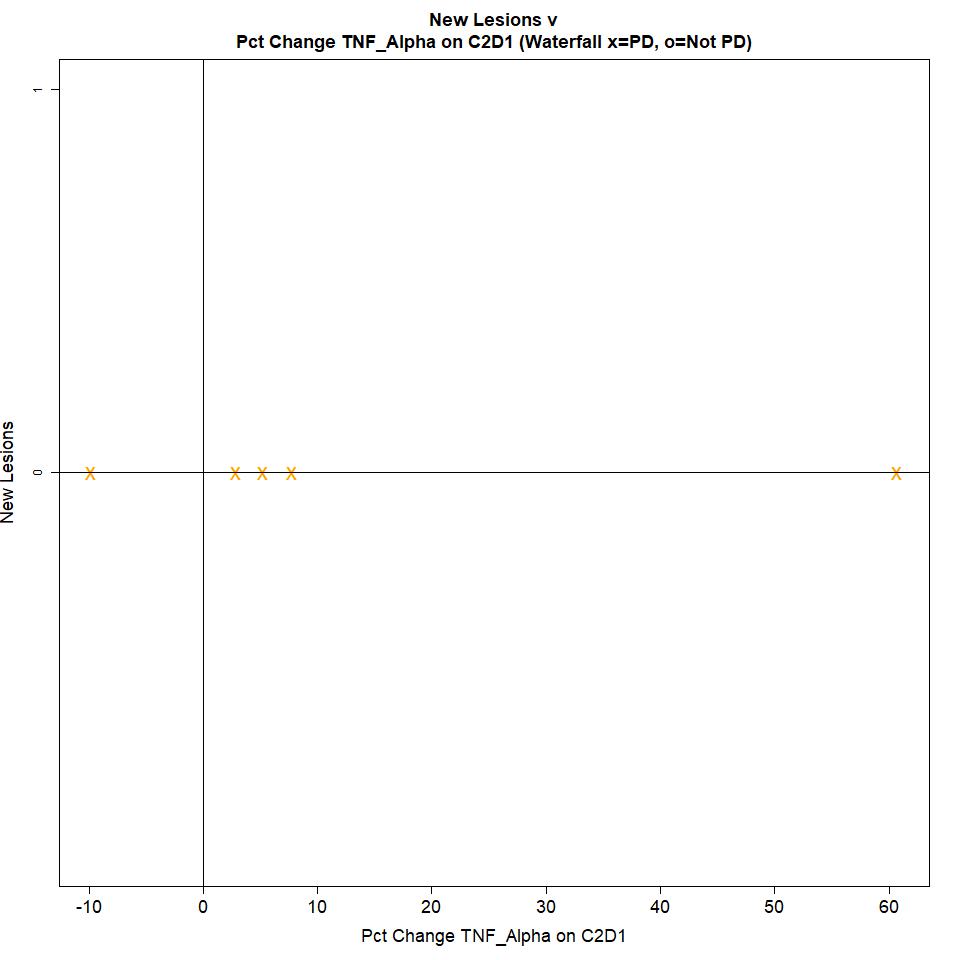 New Lesions v
Pct Change TNF_Alpha on C2D1 (Waterfall x=PD, o=Not PD)
1
0
New Lesions
X X X X X
-10 0 10 20 30 40 50 60
Pct Change TNF_Alpha on C2D1